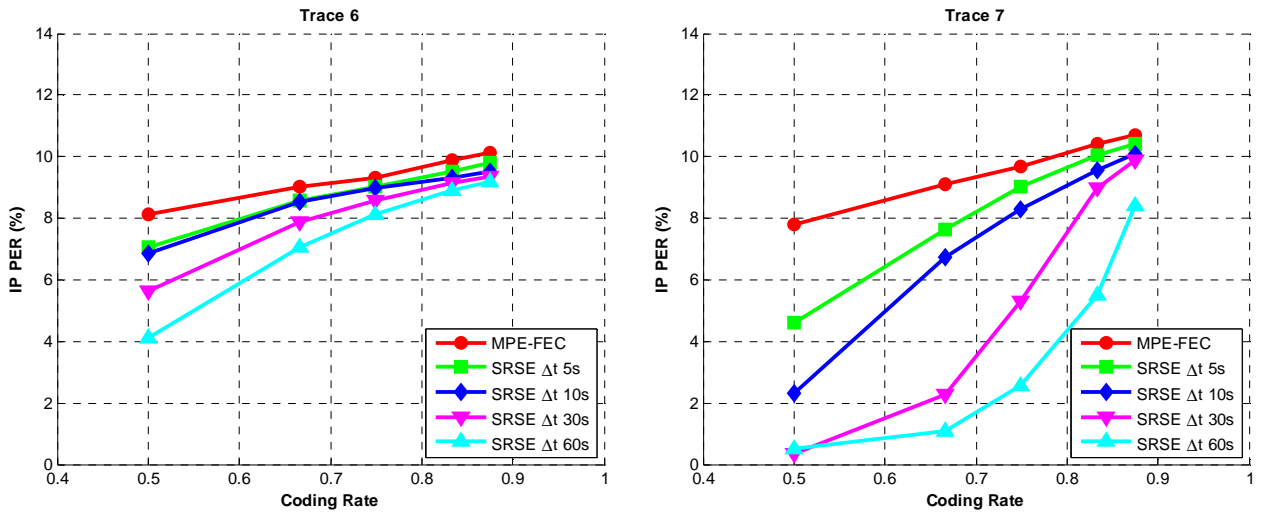 Trace 6
14
12
10
8
6
4
2
0
IP PER (%)
0.4 0.5 0.6 0.7 0.8 0.9 1
Coding Rate
MPE-FEC
SRSE Δt 5s
SRSE Δt 10s
SRSE Δt 30s
SRSE Δt 60s
Trace 7
14
12
10
8
6
4
2
0
IP PER (%)
0.4 0.5 0.6 0.7 0.8 0.9 1
Coding Rate
MPE-FEC
SRSE Δt 5s
SRSE Δt 10s
SRSE Δt 30s
SRSE Δt 60s